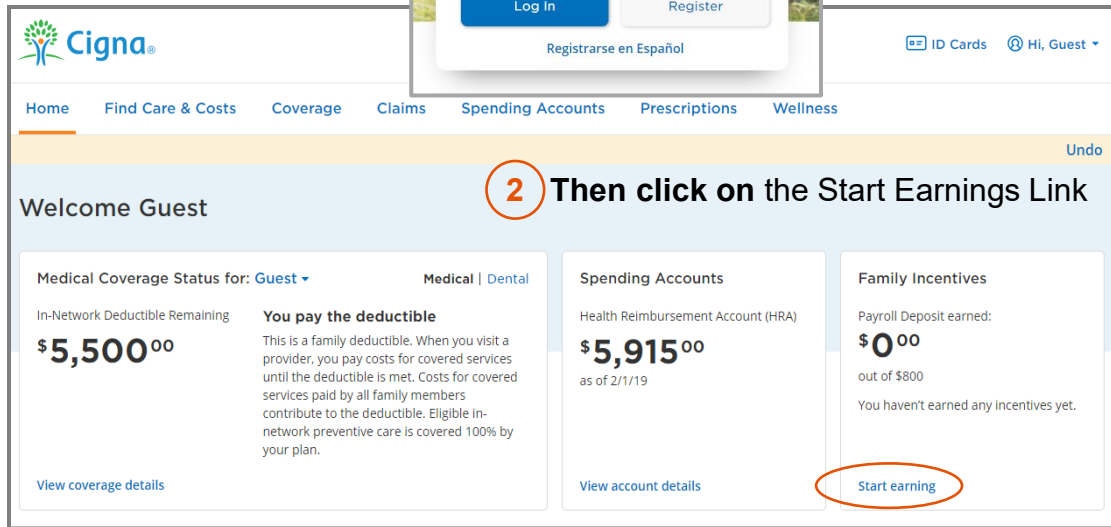 Log In
Register
Registrarse en Español
Cigna®
ID Cards
Hi, Guest
Home
Find Care & Costs
Coverage
Claims
Spending Accounts
Prescriptions
Wellness
Undo
2 Then click on the Start Earnings Link
Welcome Guest
Medical Coverage Status for: Guest
Medical | Dental
In-Network Deductible Remaining
$5,500 00
You pay the deductible
This is a family deductible. When you visit a
provider, you pay costs for covered services
until the deductible is met. Costs for covered
services paid by all family members
contribute to the deductible. Eligible in-
network preventive care is covered 100% by
your plan.
View coverage details
Spending Accounts
Health Reimbursement Account (HRA)
$5,915 00
as of 2/1/19
View account details
Family Incentives
Payroll Deposit earned:
$0 00
out of $800
You haven't earned any incentives yet.
Start earning